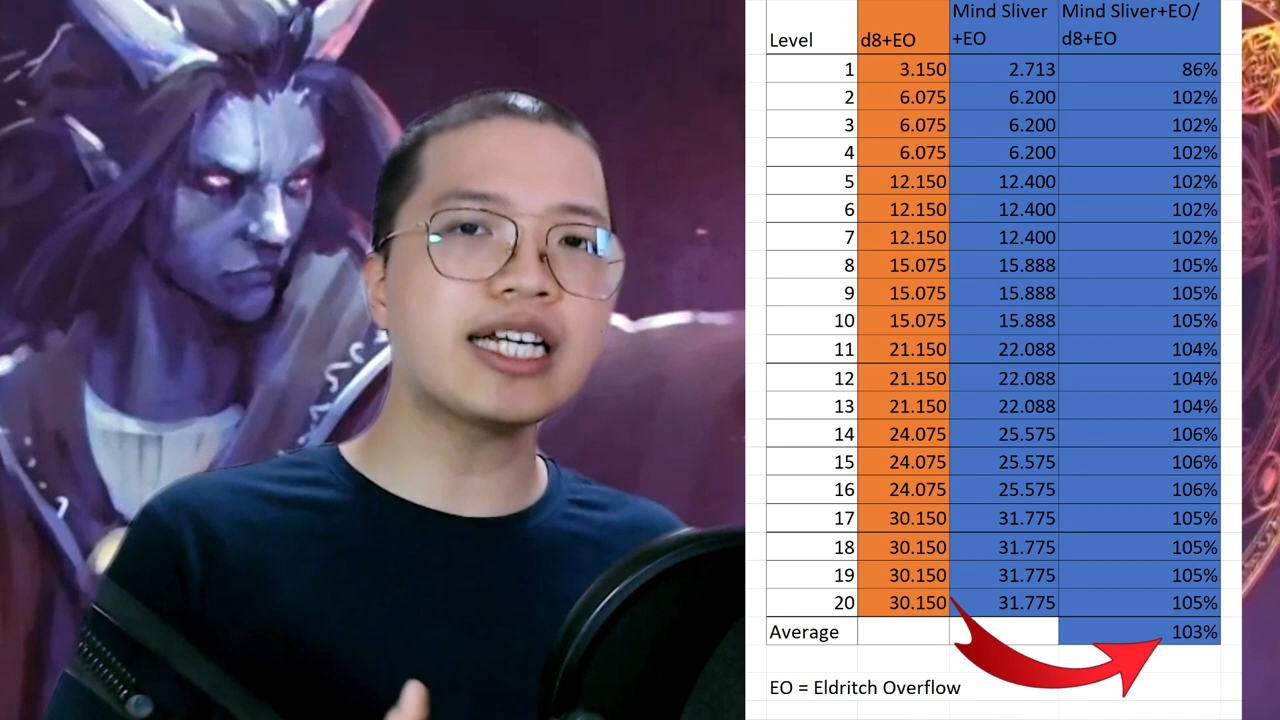 Mind Sliver Mind Sliver+EO/
Level d8+EO +EO d8+EO
1 3.150 2.713 86%
2 6.075 6.200 102%
3 6.075 6.200 102%
4 6.075 6.200 102%
5 12.150 12.400 102%
6 12.150 12.400 102%
7 12.150 12.400 102%
8 15.075 15.888 105%
9 15.075 15.888 105%
10 15.075 15.888 105%
11 21.150 22.088 104%
12 21.150 22.088 104%
13 21.150 22.088 104%
14 24.075 25.575 106%
15 24.075 25.575 106%
16 24.075 25.575 106%
17 30.150 31.775 105%
18 30.150 31.775 105%
19 30.150 31.775 105%
20 30.150 31.775 105%
Average 103%
EO = Eldritch Overflow